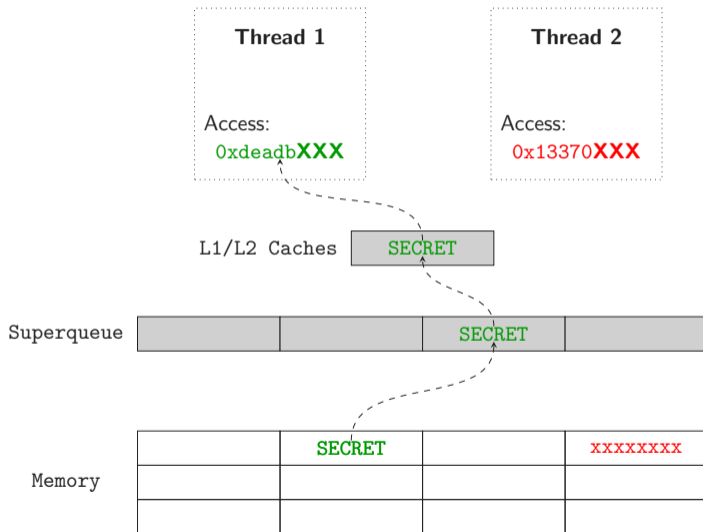 Thread 1
Thread 2
Access:
0xdeadbXXX
Access:
0x13370XXX
L1/L2 Caches
SECRET
Superqueue
SECRET
SECRET
xxxxxxxx
Memory